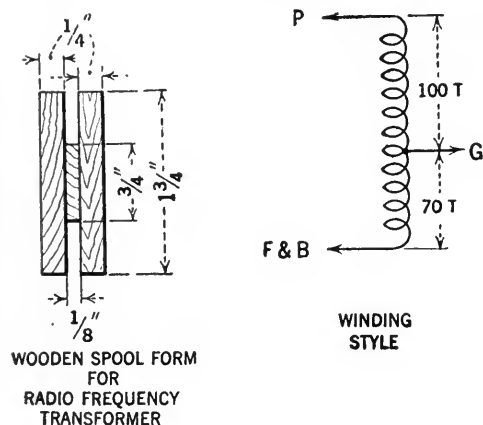 1/4"
3/4"
1 3/4"
1/8"
WOODEN SPOOL FORM
FOR
RADIO FREQUENCY
TRANSFORMER
P
100 T
G
70 T
F & B
WINDING
STYLE